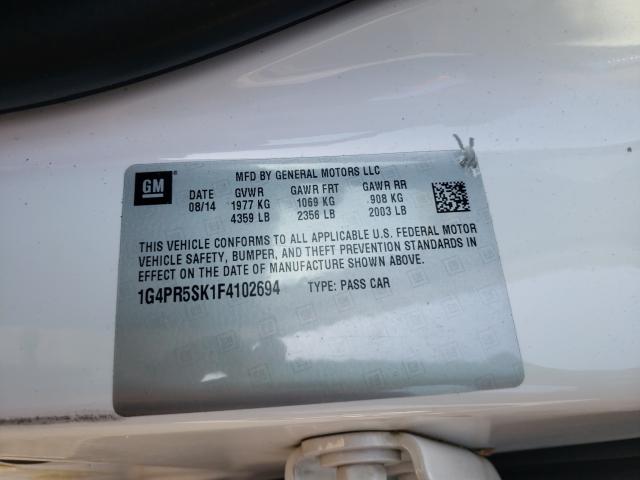 MFD BY GENERAL MOTORS LLC
GM
DATE GVWR GAWR FRT GAWR RR
08/14 1977 KG 1069 KG 908 KG
4359 LB 2356 LB 2003 LB
THIS VEHICLE CONFORMS TO ALL APPLICABLE U.S. FEDERAL MOTOR
VEHICLE SAFETY, BUMPER, AND THEFT PREVENTION STANDARDS IN
EFFECT ON THE DATE OF MANUFACTURE SHOWN ABOVE.
1G4PR5SK1F4102694 TYPE: PASS CAR